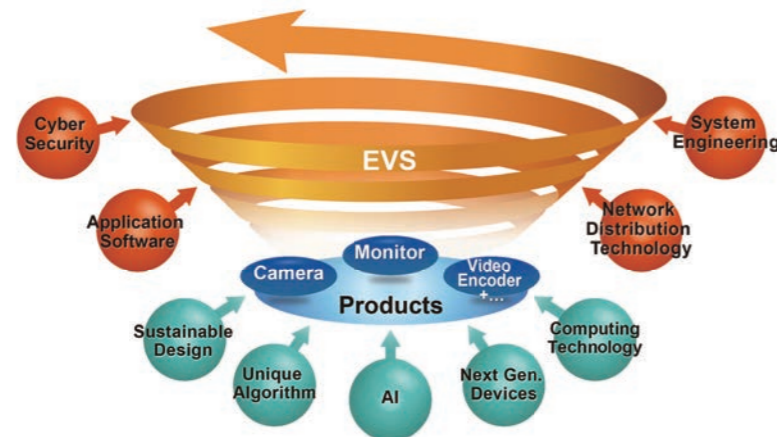 Cyber
Security
System
Engineering
EVS
Application
Software
Network
Distribution
Technology
Camera
Monitor
Video
Encoder
+...
Products
Sustainable
Design
Unique
Algorithm
AI
Next Gen.
Devices
Computing
Technology